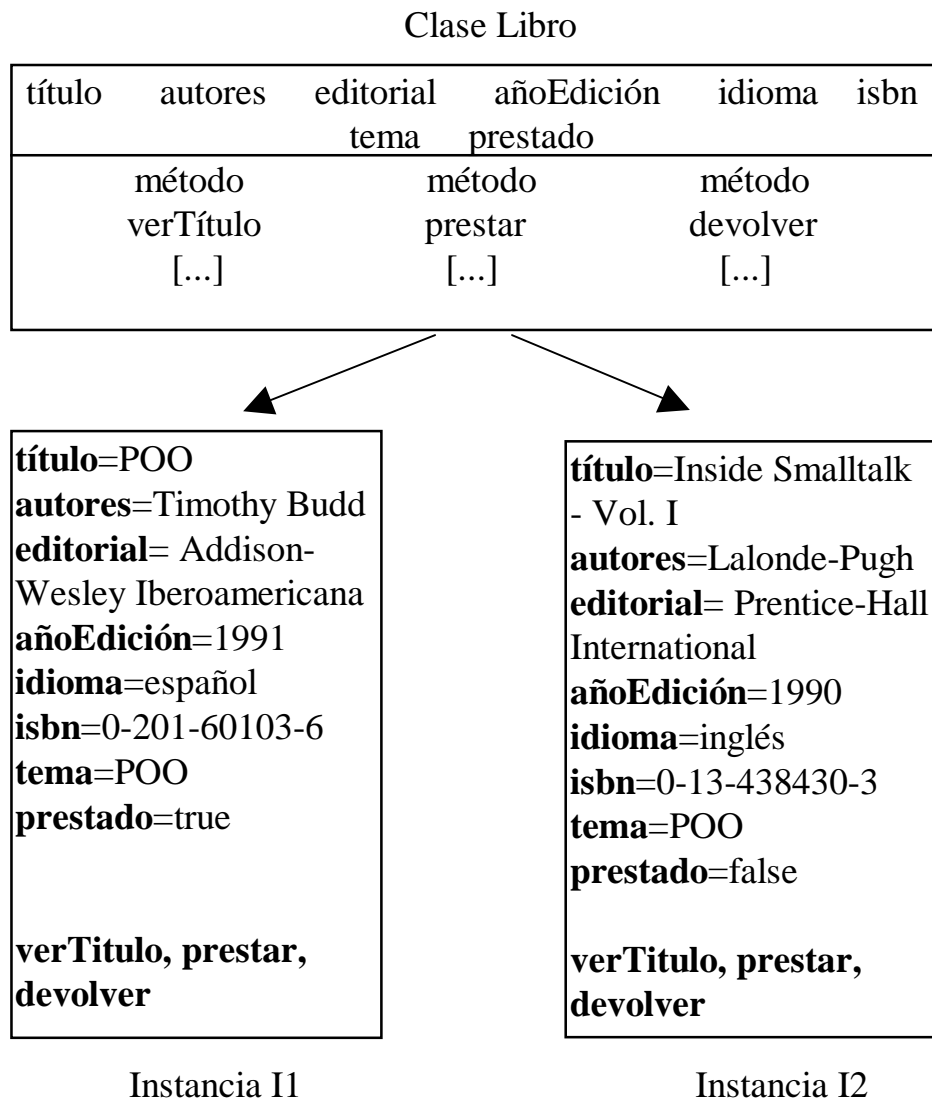 Clase Libro
título autores editorial añoEdición idioma isbn
tema prestado
método método método
verTítulo prestar devolver
[...] [...] [...]
título=POO
autores=Timothy Budd
editorial= Addison-
Wesley Iberoamericana
añoEdición=1991
idioma=español
isbn=0-201-60103-6
tema=POO
prestado=true
verTitulo, prestar,
devolver
Instancia I1
título=Inside Smalltalk
- Vol. I
autores=Lalonde-Pugh
editorial= Prentice-Hall
International
añoEdición=1990
idioma=inglés
isbn=0-13-438430-3
tema=POO
prestado=false
verTitulo, prestar,
devolver
Instancia I2